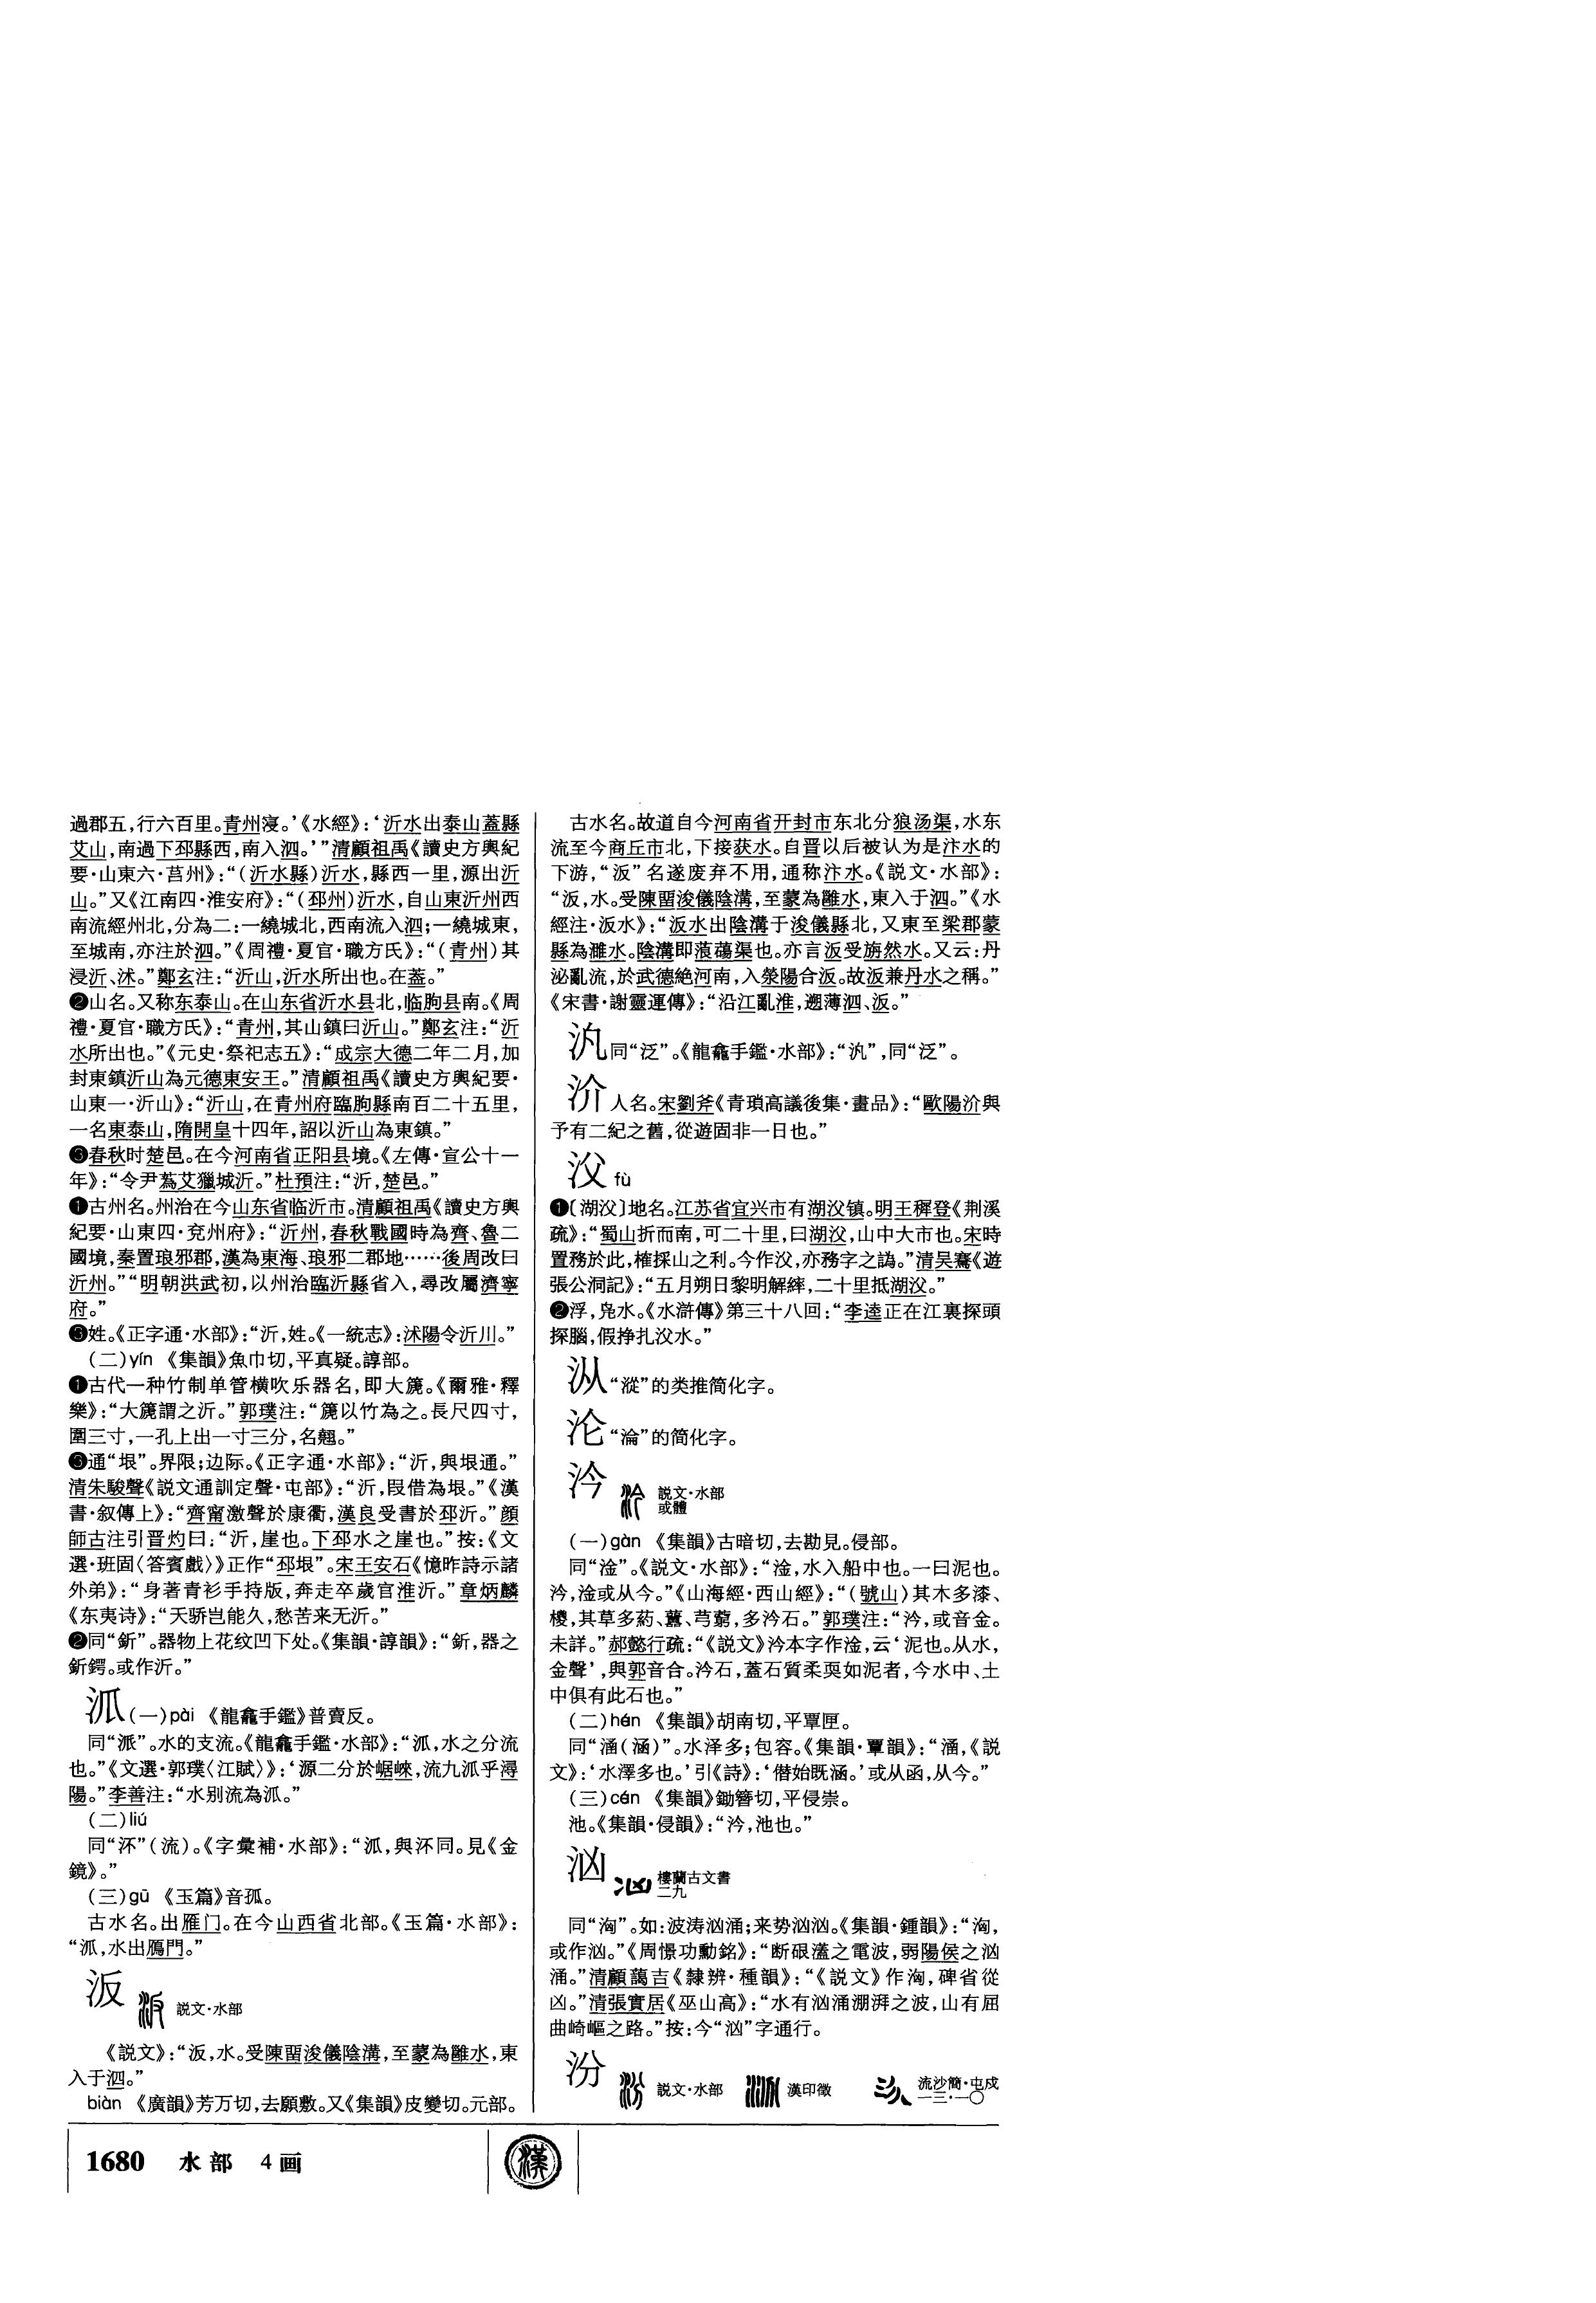 過郡五,行六百里。青州寖。’《水經》:‘沂水出泰山蓋縣
艾山,南過下邳縣西,南入泗。’”清顧祖禹《讀史方輿紀
要·山東六·莒州》:“(沂水縣)沂水,縣西一里,源出沂
山。”又《江南四·淮安府》:“(邳州)沂水,自山東沂州西
南流經州北,分為二:一繞城北,西南流入泗;一繞城東,
至城南,亦注於泗。”《周禮·夏官·職方氏》:“(青州)其
浸沂、沭。”鄭玄注:“沂山,沂水所出也。在蓋。”
❷山名。又称东泰山。在山东省沂水县北,临朐县南。《周
禮·夏官·職方氏》:“青州,其山鎮曰沂山。”鄭玄注:“沂
水所出也。”《元史·祭祀志五》:“成宗大德二年二月,加
封東鎮沂山為元德東安王。”清顧祖禹《讀史方輿紀要·
山東一·沂山》:“沂山,在青州府臨朐縣南百二十五里,
一名東泰山,隋開皇十四年,詔以沂山為東鎮。”
❸春秋时楚邑。在今河南省正阳县境。《左傳·宣公十一
年》:“令尹蒍艾獵城沂。”杜預注:“沂,楚邑。”
❶古州名。州治在今山东省临沂市。清顧祖禹《讀史方輿
紀要·山東四·兗州府》:“沂州,春秋戰國時為齊、魯二
國境,秦置琅邪郡,漢為東海、琅邪二郡地……後周改曰
沂州。”“明朝洪武初,以州治臨沂縣省入,尋改屬濟寧
府。”
❸姓。《正字通·水部》:“沂,姓。《一統志》:沭陽令沂川。”
(二)yín 《集韻》魚巾切,平真疑。諄部。
❶古代一种竹制单管横吹乐器名,即大篪。《爾雅·釋
樂》:“大篪謂之沂。”郭璞注:“篪以竹為之。長尺四寸,
圍三寸,一孔上出一寸三分,名翹。”
❸通“垠”。界限;边际。《正字通·水部》:“沂,與垠通。”
清朱駿聲《説文通訓定聲·屯部》:“沂,叚借為垠。”《漢
書·叙傳上》:“齊甯激聲於康衢,漢良受書於邳沂。”顔
師古注引晋灼曰:“沂,崖也。下邳水之崖也。”按:《文
選·班固〈答賓戲〉》正作“邳垠”。宋王安石《憶昨詩示諸
外弟》:“身著青衫手持版,奔走卒歲官淮沂。”章炳麟
《东夷诗》:“天骄岂能久,愁苦来无沂。”
❷同“釿”。器物上花纹凹下处。《集韻·諄韻》:“釿,器之
釿鍔。或作沂。”
泒(一)pài 《龍龕手鑑》普賣反。
同“派”。水的支流。《龍龕手鑑·水部》:“泒,水之分流
也。”《文選·郭璞〈江賦〉》:‘源二分於崌崍,流九泒乎潯
陽。”李善注:“水别流為泒。”
(二)liú
同“沠”(流)。《字彙補·水部》:“泒,與沠同。見《金
鏡》。”
(三)gū 《玉篇》音孤。
古水名。出雁门。在今山西省北部。《玉篇·水部》:
“泒,水出鴈門。”
汳 説文·水部
《説文》:“汳,水。受陳畱浚儀陰溝,至蒙為雝水,東
入于泗。”
biàn 《廣韻》芳万切,去願敷。又《集韻》皮變切。元部。
古水名。故道自今河南省开封市东北分狼汤渠,水东
流至今商丘市北,下接获水。自晋以后被认为是汴水的
下游,“汳”名遂废弃不用,通称汴水。《説文·水部》:
“汳,水。受陳畱浚儀陰溝,至蒙為雝水,東入于泗。”《水
經注·汳水》:“汳水出陰溝于浚儀縣北,又東至梁郡蒙
縣為濉水。陰溝即蒗蕩渠也。亦言汳受旃然水。又云:丹
泌亂流,於武德絶河南,入滎陽合汳。故汳兼丹水之稱。”
《宋書·謝靈運傳》:“沿江亂淮,遡薄泗、汳。”
汎同“泛”。《龍龕手鑑·水部》:“汎”,同“泛”。
汾 人名。宋劉斧《青瑣高議後集·畫品》:“歐陽汾與
予有二紀之舊,從遊固非一日也。”
汷 fù
❶〔湖汷〕地名。江苏省宜兴市有湖汷镇。明王穉登《荆溪
疏》:“蜀山折而南,可二十里,曰湖汷,山中大市也。宋時
置務於此,榷採山之利。今作汷,亦務字之譌。”清吴騫《遊
張公洞記》:“五月朔日黎明解縴,二十里抵湖汷。”
❷浮,凫水。《水滸傳》第三十八回:“李逵正在江裏探頭
探腦,假挣扎汷水。”
汄“漎”的类推简化字。
沦“淪”的简化字。
汵 説文·水部
或體
(一)gàn 《集韻》古暗切,去勘見。侵部。
同“淦”。《説文·水部》:“淦,水入船中也。一曰泥也。
汵,淦或从今。”《山海經·西山經》:“(號山)其木多漆、
椶,其草多葯、虈、芎藭,多汵石。”郭璞注:“汵,或音金。
未詳。”郝懿行疏:“《説文》汵本字作淦,云‘泥也。从水,
金聲’,與郭音合。汵石,蓋石質柔耎如泥者,今水中、土
中俱有此石也。”
(二)hán 《集韻》胡南切,平覃匣。
同“涵(涵)”。水泽多;包容。《集韻·覃韻》:“涵,《説
文》:‘水澤多也。’引《詩》:‘僭始既涵。’或从函,从今。”
(三)cén 《集韻》鋤簪切,平侵崇。
池。《集韻·侵韻》:“汵,池也。”
汹 樓蘭古文書
二九
同“洶”。如:波涛汹涌;来势汹汹。《集韻·鍾韻》:“洶,
或作汹。”《周憬功勳銘》:“断硍溘之電波,弱陽侯之汹
涌。”清顧藹吉《隸辨·種韻》:“《説文》作洶,碑省從
凶。”清張實居《巫山高》:“水有汹涌淜湃之波,山有屈
曲崎嶇之路。”按:今“汹”字通行。
汾 説文·水部 漢印徵 流沙簡·屯戍
一三·一〇
1680 水部 4画
漢